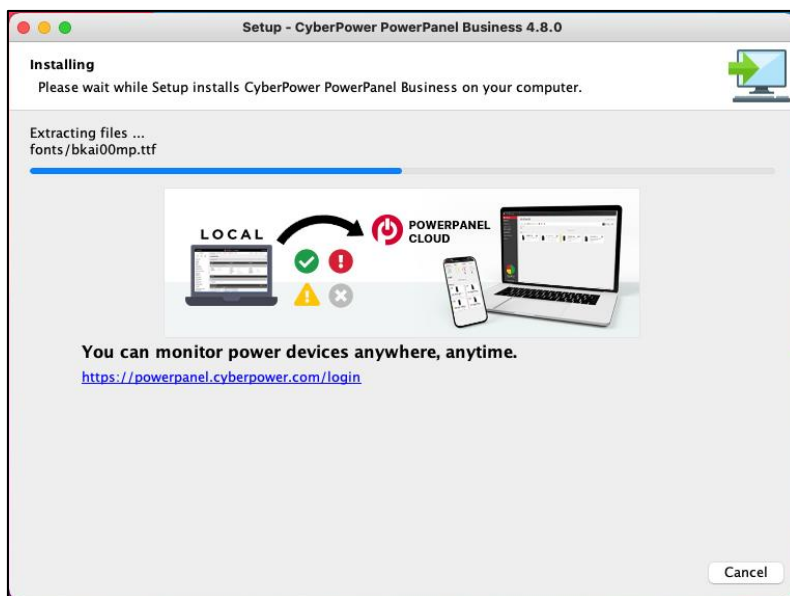 Setup - CyberPower PowerPanel Business 4.8.0
Installing
Please wait while Setup installs CyberPower PowerPanel Business on your computer.
Extracting files ...
fonts/bkai00mp.ttf
LOCAL
POWERPANEL
CLOUD
You can monitor power devices anywhere, anytime.
https://powerpanel.cyberpower.com/login
Cancel